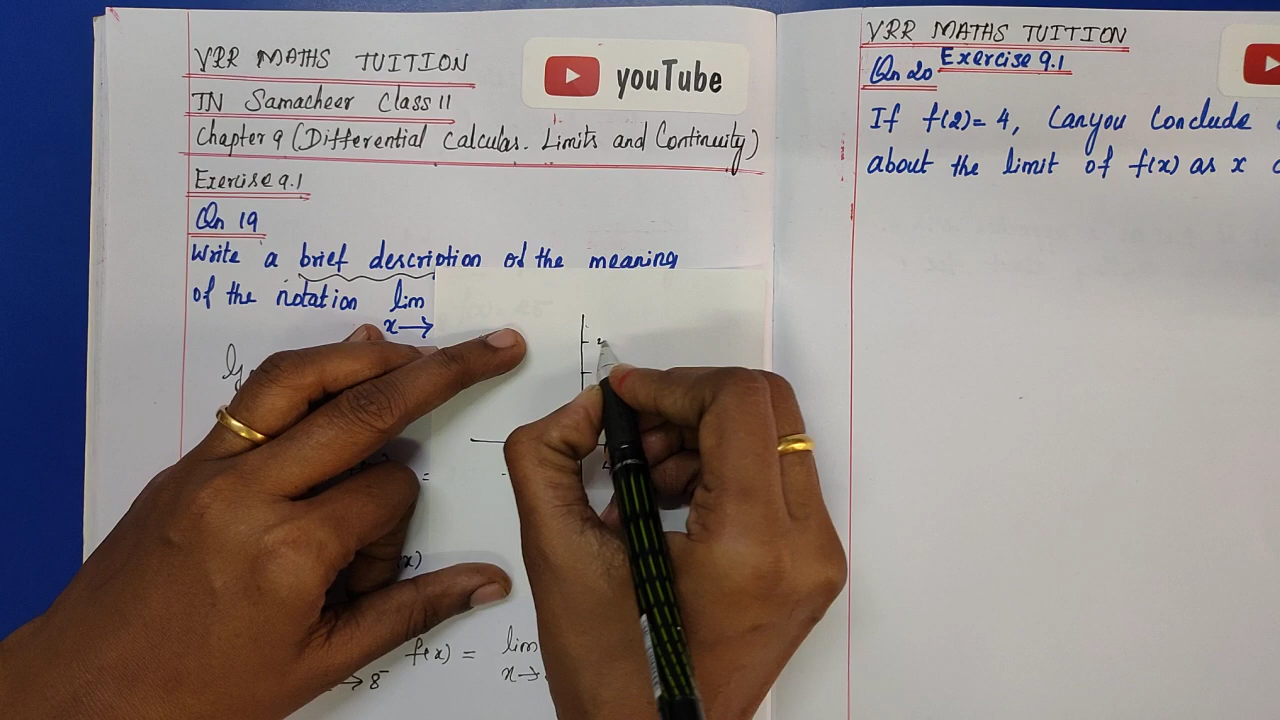 VRR MATHS TUITION
YouTube
TN Samacheer Class 11
Chapter 9 (Differential Calculas. Limits and Continuity)
Exercise 9.1
Qn 19
Write a brief description of the meaning
of the notation lim
x→
=
(x)
f(x) = lim
→ 8⁻ x→
VRR MATHS TUITION
Exercise 9.1
Qn 20
If f(2) = 4, Can you Conclude
about the limit of f(x) as x